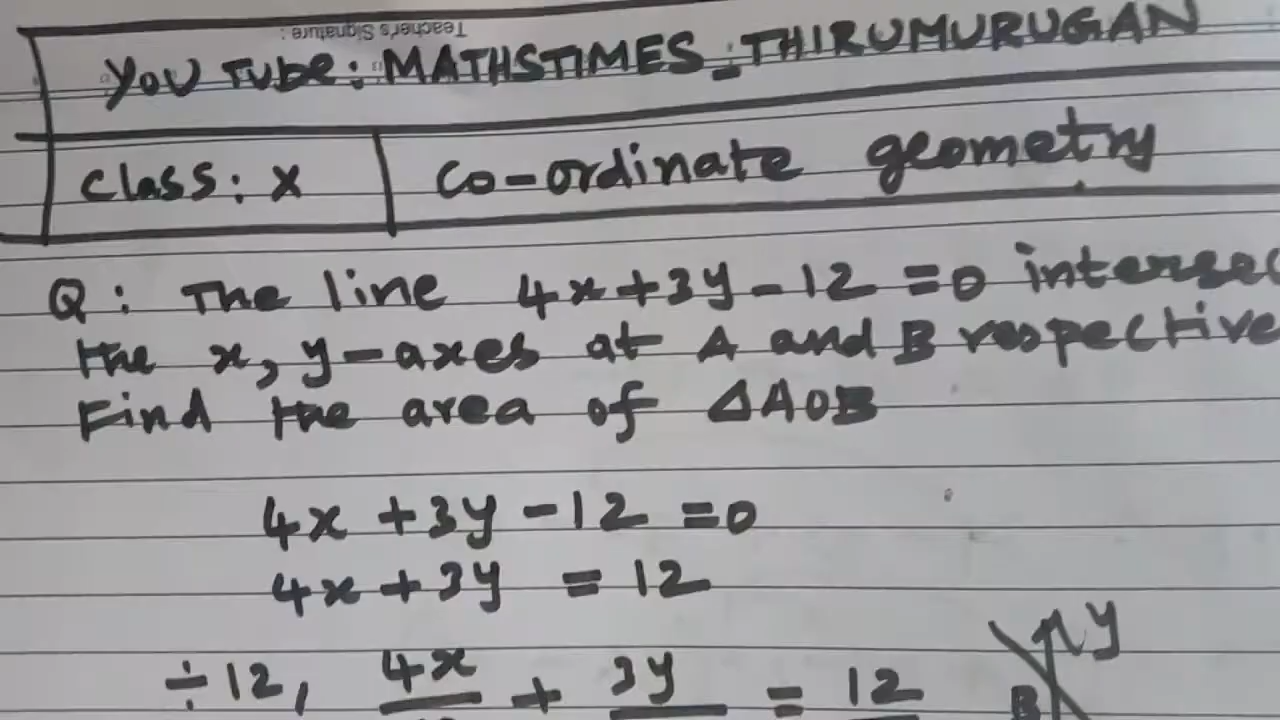 Teacher's Signature:
YOU Tube: MATHSTIMES_THIRUMURUGAN
Class: X
Co-ordinate geometry
Q: The line 4x+3y-12=0 intersec
the x, y-axes at A and B respective
Find the area of ΔAOB
4x+3y-12=0
4x+3y = 12
÷12, 4x + 3y = 12
y
B